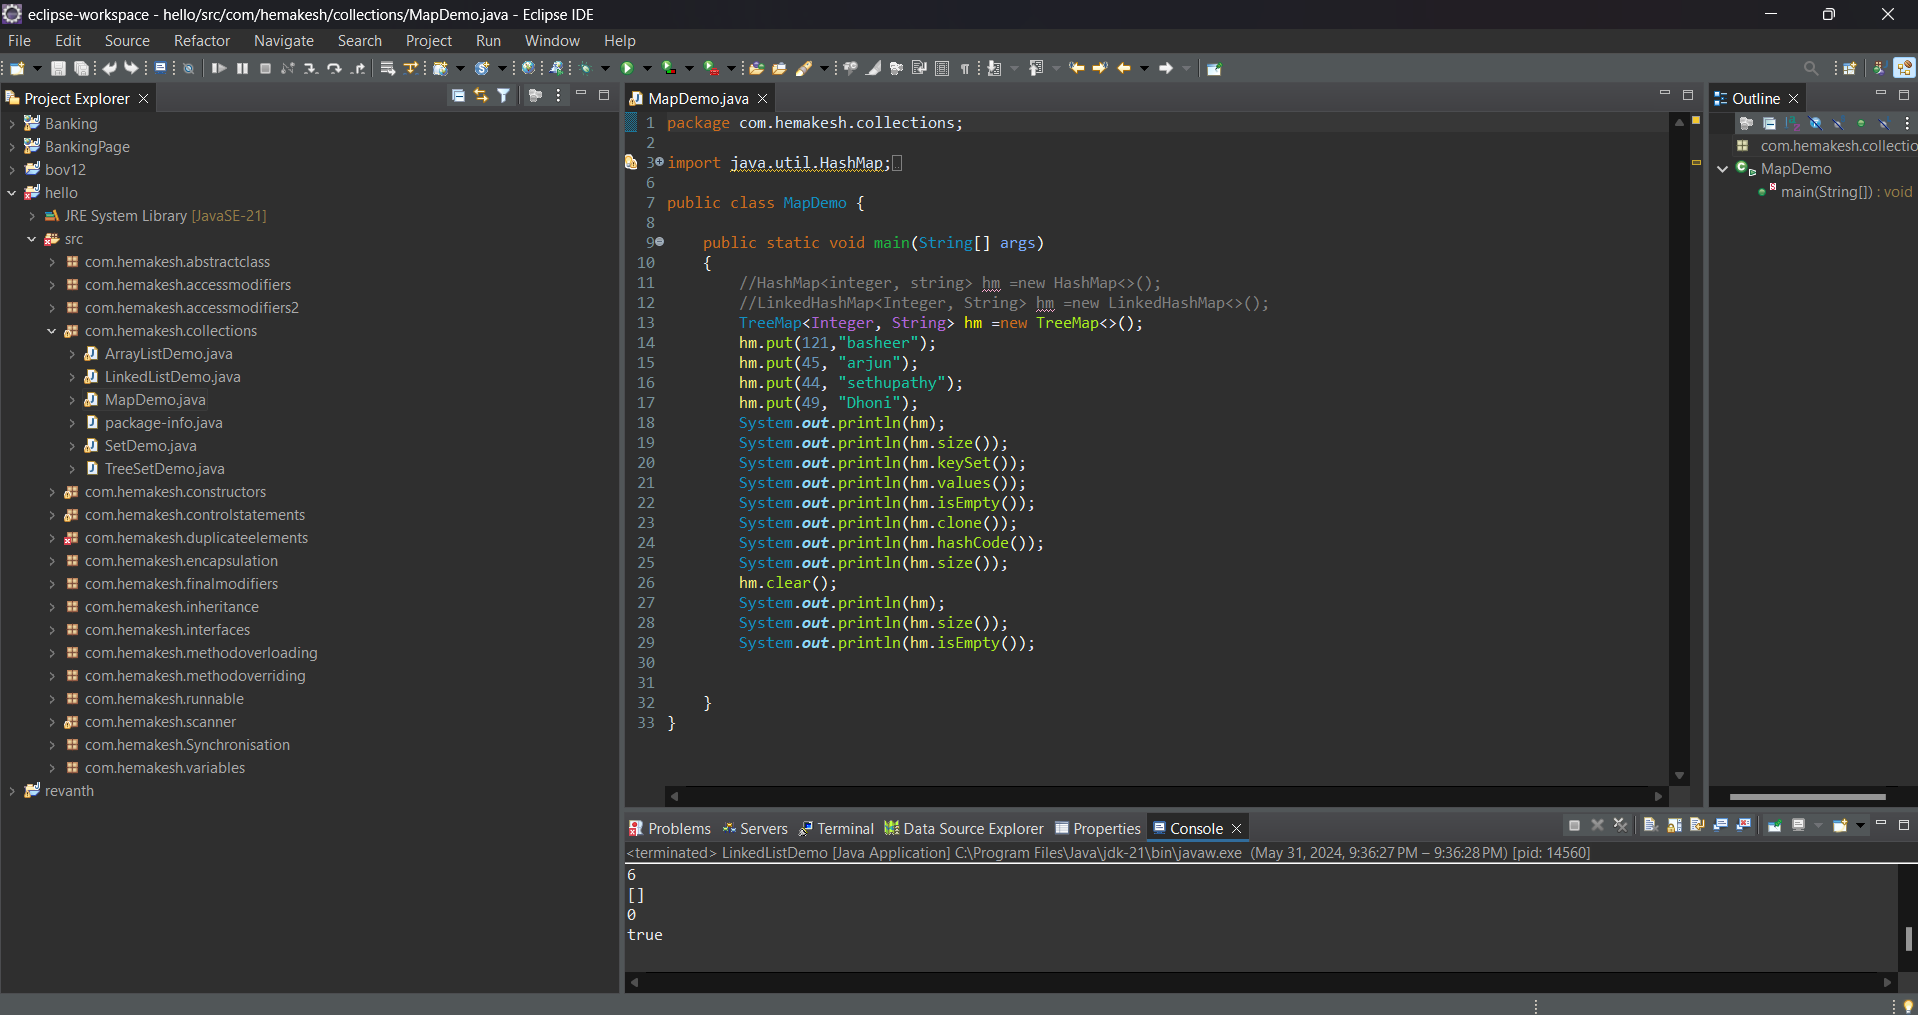 eclipse-workspace - hello/src/com/hemakesh/collections/MapDemo.java - Eclipse IDE
File Edit Source Refactor Navigate Search Project Run Window Help
Project Explorer
Banking
BankingPage
bov12
hello
JRE System Library [JavaSE-21]
src
com.hemakesh.abstractclass
com.hemakesh.accessmodifiers
com.hemakesh.accessmodifiers2
com.hemakesh.collections
ArrayListDemo.java
LinkedListDemo.java
MapDemo.java
package-info.java
SetDemo.java
TreeSetDemo.java
com.hemakesh.constructors
com.hemakesh.controlstatements
com.hemakesh.duplicateelements
com.hemakesh.encapsulation
com.hemakesh.finalmodifiers
com.hemakesh.inheritance
com.hemakesh.interfaces
com.hemakesh.methodoverloading
com.hemakesh.methodoverriding
com.hemakesh.runnable
com.hemakesh.scanner
com.hemakesh.Synchronisation
com.hemakesh.variables
revanth
MapDemo.java
1 package com.hemakesh.collections;
2
3 import java.util.HashMap;
6
7 public class MapDemo {
8
9 public static void main(String[] args)
10 {
11 //HashMap<integer, string> hm =new HashMap<>();
12 //LinkedHashMap<Integer, String> hm =new LinkedHashMap<>();
13 TreeMap<Integer, String> hm =new TreeMap<>();
14 hm.put(121,"basheer");
15 hm.put(45, "arjun");
16 hm.put(44, "sethupathy");
17 hm.put(49, "Dhoni");
18 System.out.println(hm);
19 System.out.println(hm.size());
20 System.out.println(hm.keySet());
21 System.out.println(hm.values());
22 System.out.println(hm.isEmpty());
23 System.out.println(hm.clone());
24 System.out.println(hm.hashCode());
25 System.out.println(hm.size());
26 hm.clear();
27 System.out.println(hm);
28 System.out.println(hm.size());
29 System.out.println(hm.isEmpty());
30
31
32 }
33 }
Outline
com.hemakesh.collectio
MapDemo
main(String[]) : void
Problems Servers Terminal Data Source Explorer Properties Console
<terminated> LinkedListDemo [Java Application] C:\Program Files\Java\jdk-21\bin\javaw.exe (May 31, 2024, 9:36:27 PM – 9:36:28 PM) [pid: 14560]
6
[]
0
true